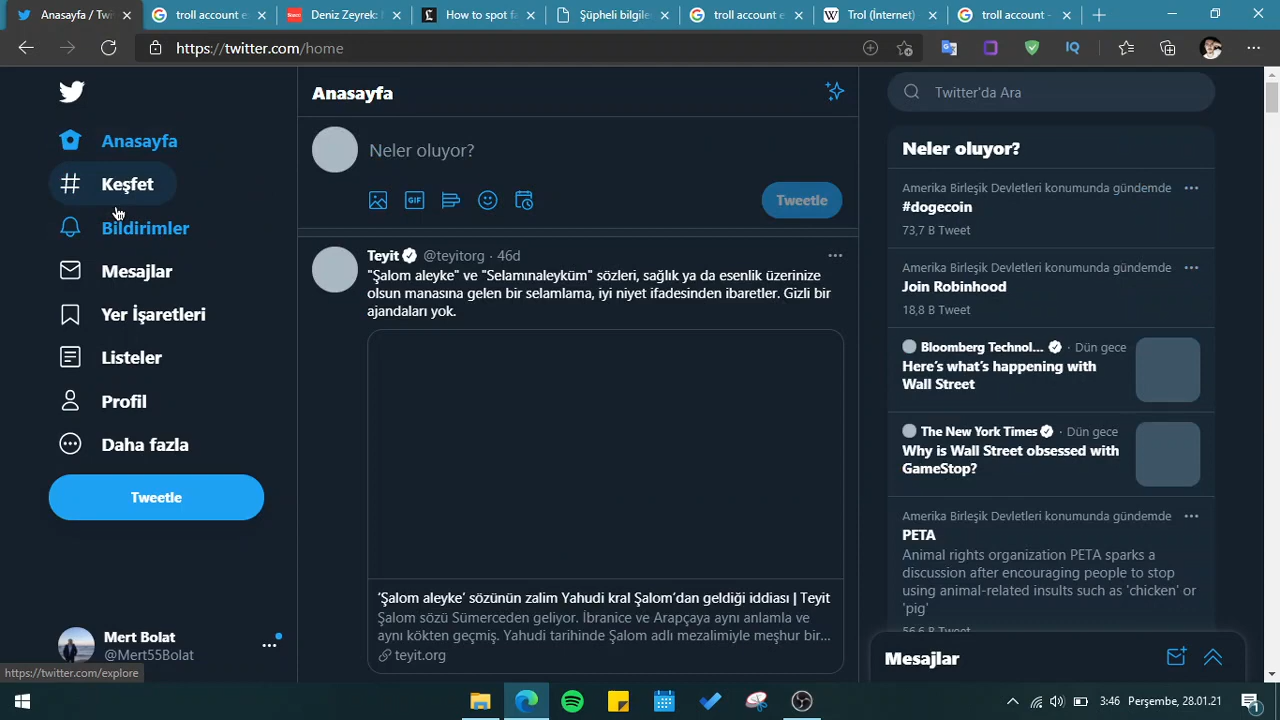 Anasayfa / Tw
troll account e
Deniz Zeyrek:
How to spot fa
Şüpheli bilgile
troll account e
Trol (İnternet)
troll account -
https://twitter.com/home
IQ
Anasayfa
Keşfet
Bildirimler
Mesajlar
Yer İşaretleri
Listeler
Profil
Daha fazla
Tweetle
Mert Bolat
@Mert55Bolat
https://twitter.com/explore
Anasayfa
Neler oluyor?
GIF
Tweetle
Teyit @teyitorg · 46d
"Şalom aleyke" ve "Selamınaleyküm" sözleri, sağlık ya da esenlik üzerinize
olsun manasına gelen bir selamlama, iyi niyet ifadesinden ibaretler. Gizli bir
ajandaları yok.
'Şalom aleyke' sözünün zalim Yahudi kral Şalom'dan geldiği iddiası | Teyit
Şalom sözü Sümerceden geliyor. İbranice ve Arapçaya aynı anlamla ve
aynı kökten geçmiş. Yahudi tarihinde Şalom adlı mezalimiyle meşhur bir...
teyit.org
Twitter'da Ara
Neler oluyor?
Amerika Birleşik Devletleri konumunda gündemde
#dogecoin
73,7 B Tweet
Amerika Birleşik Devletleri konumunda gündemde
Join Robinhood
18,8 B Tweet
Bloomberg Technol... · Dün gece
Here's what's happening with
Wall Street
The New York Times · Dün gece
Why is Wall Street obsessed with
GameStop?
Amerika Birleşik Devletleri konumunda gündemde
PETA
Animal rights organization PETA sparks a
discussion after encouraging people to stop
using animal-related insults such as 'chicken' or
'pig'
56,6 B Tweet
Mesajlar
3:46 Perşembe, 28.01.21
1